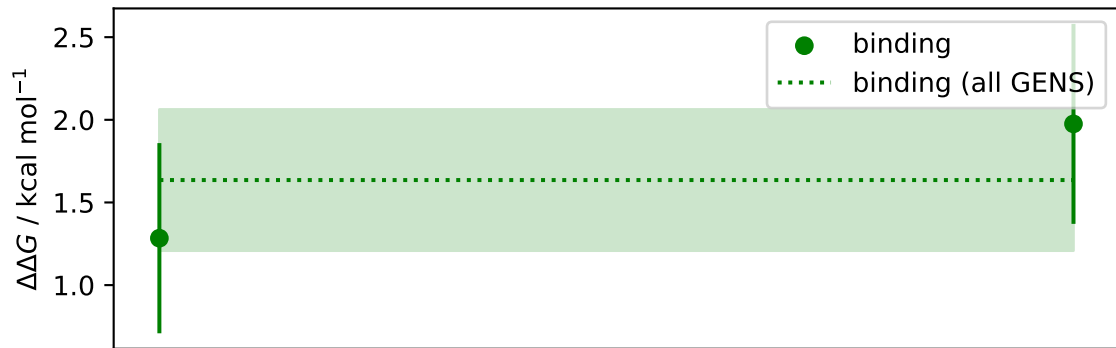 2.5
2.0
1.5
1.0
ΔΔG / kcal mol⁻¹
binding
binding (all GENS)